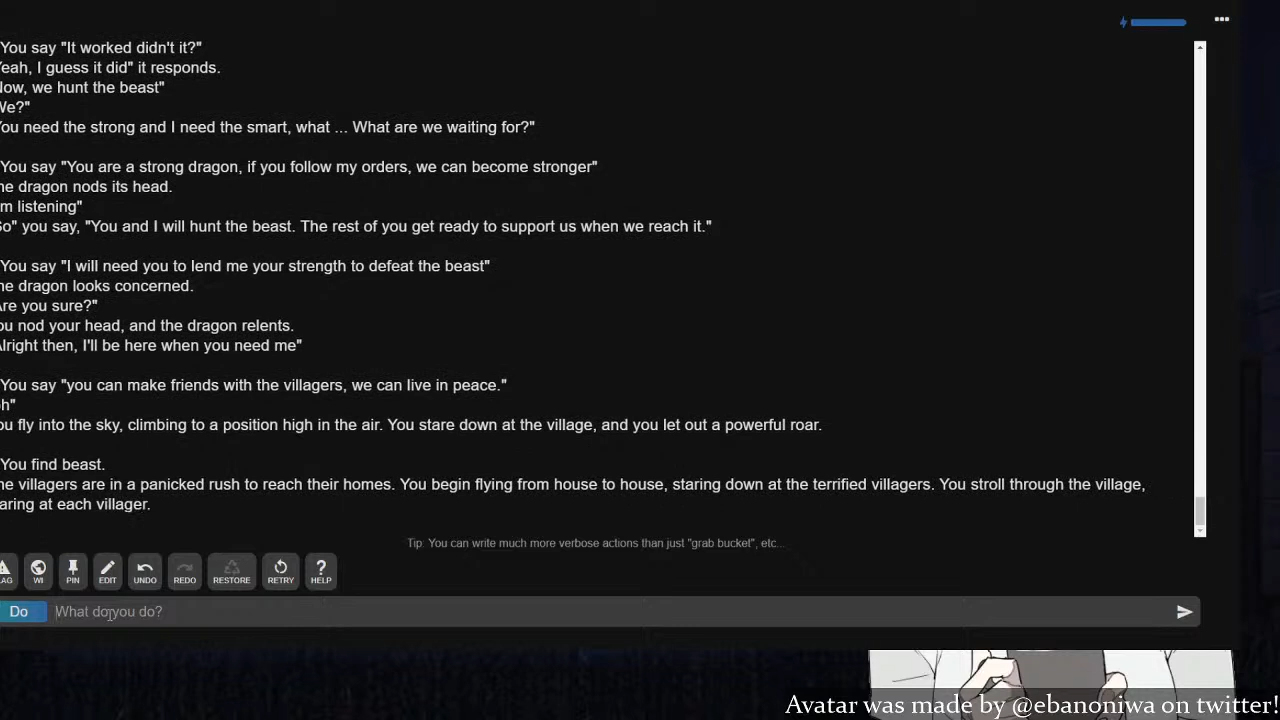 You say "It worked didn't it?"
eah, I guess it did" it responds.
ow, we hunt the beast"
We?"
ou need the strong and I need the smart, what ... What are we waiting for?"
You say "You are a strong dragon, if you follow my orders, we can become stronger"
he dragon nods its head.
m listening"
So" you say, "You and I will hunt the beast. The rest of you get ready to support us when we reach it."
You say "I will need you to lend me your strength to defeat the beast"
he dragon looks concerned.
Are you sure?"
ou nod your head, and the dragon relents.
Alright then, I'll be here when you need me"
You say "you can make friends with the villagers, we can live in peace."
oh"
ou fly into the sky, climbing to a position high in the air. You stare down at the village, and you let out a powerful roar.
You find beast.
he villagers are in a panicked rush to reach their homes. You begin flying from house to house, staring down at the terrified villagers. You stroll through the village,
aring at each villager.
Tip: You can write much more verbose actions than just "grab bucket", etc...
LAG WI PIN EDIT UNDO REDO RESTORE RETRY HELP
Do What do you do?
Avatar was made by @ebanoniwa on twitter!